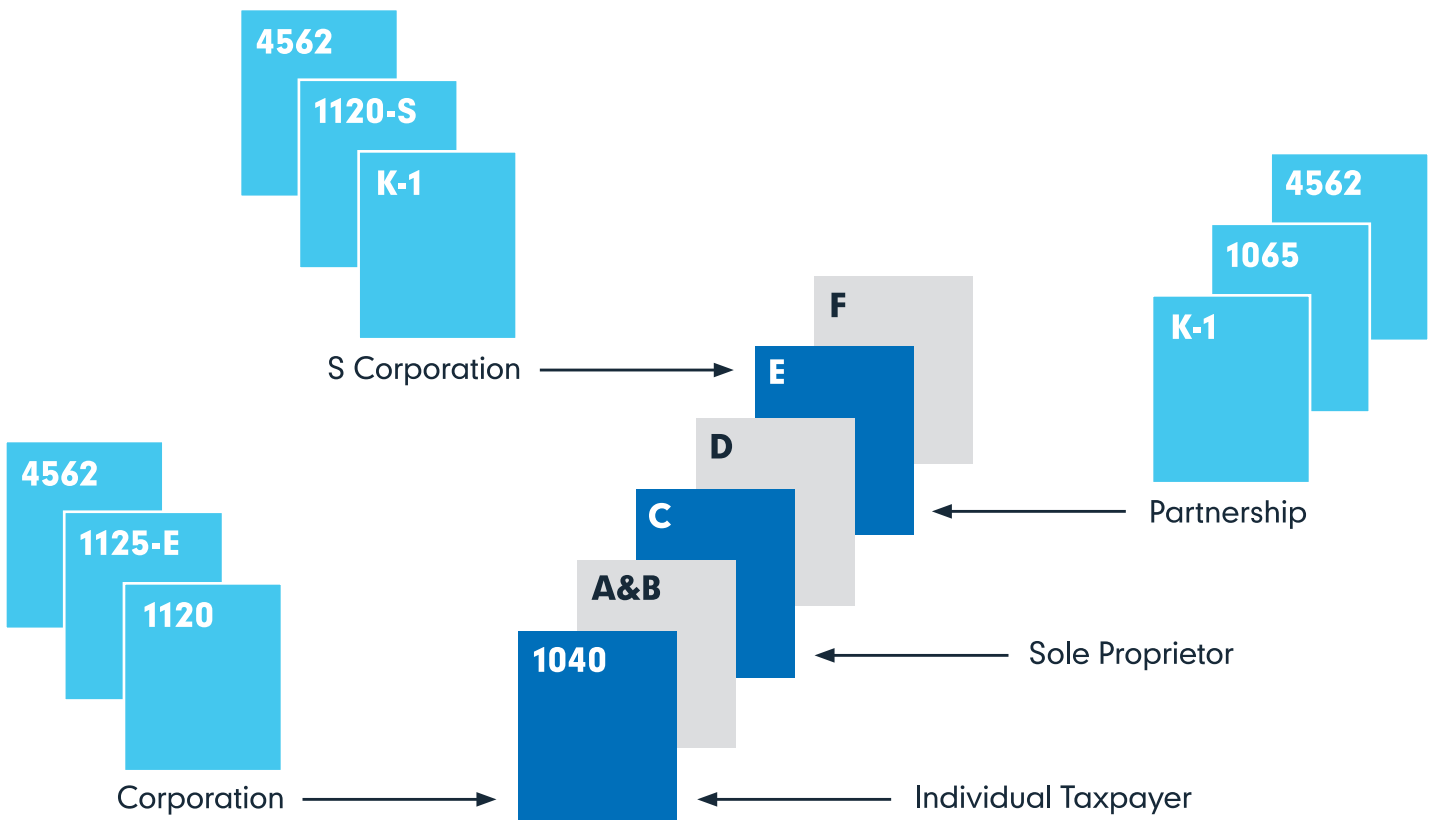 4562
1120-S
K-1
S Corporation
4562
1065
K-1
Partnership
F
E
D
C
A&B
1040
Sole Proprietor
Individual Taxpayer
4562
1125-E
1120
Corporation